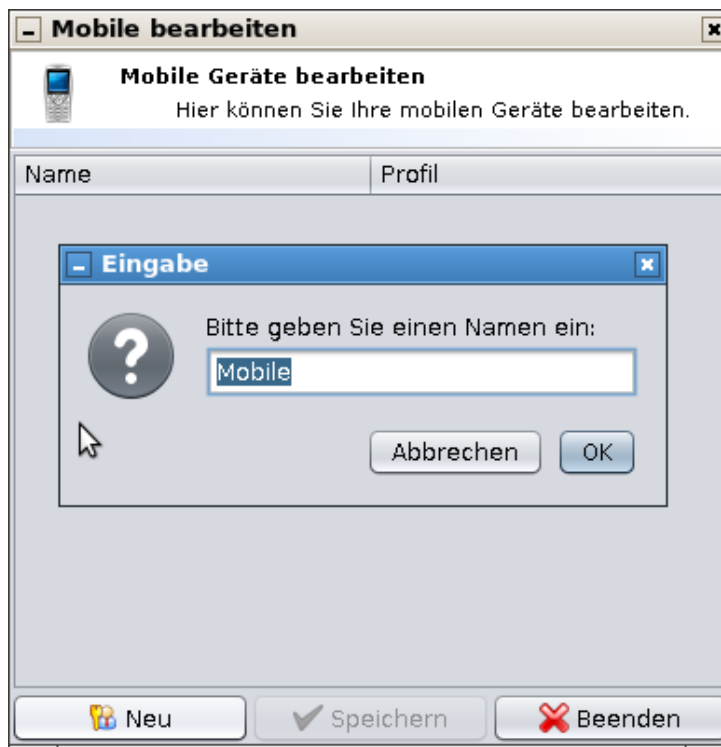 Mobile bearbeiten
Mobile Geräte bearbeiten
Hier können Sie Ihre mobilen Geräte bearbeiten.
Name Profil
Eingabe
Bitte geben Sie einen Namen ein:
Mobile
Abbrechen OK
Neu Speichern Beenden